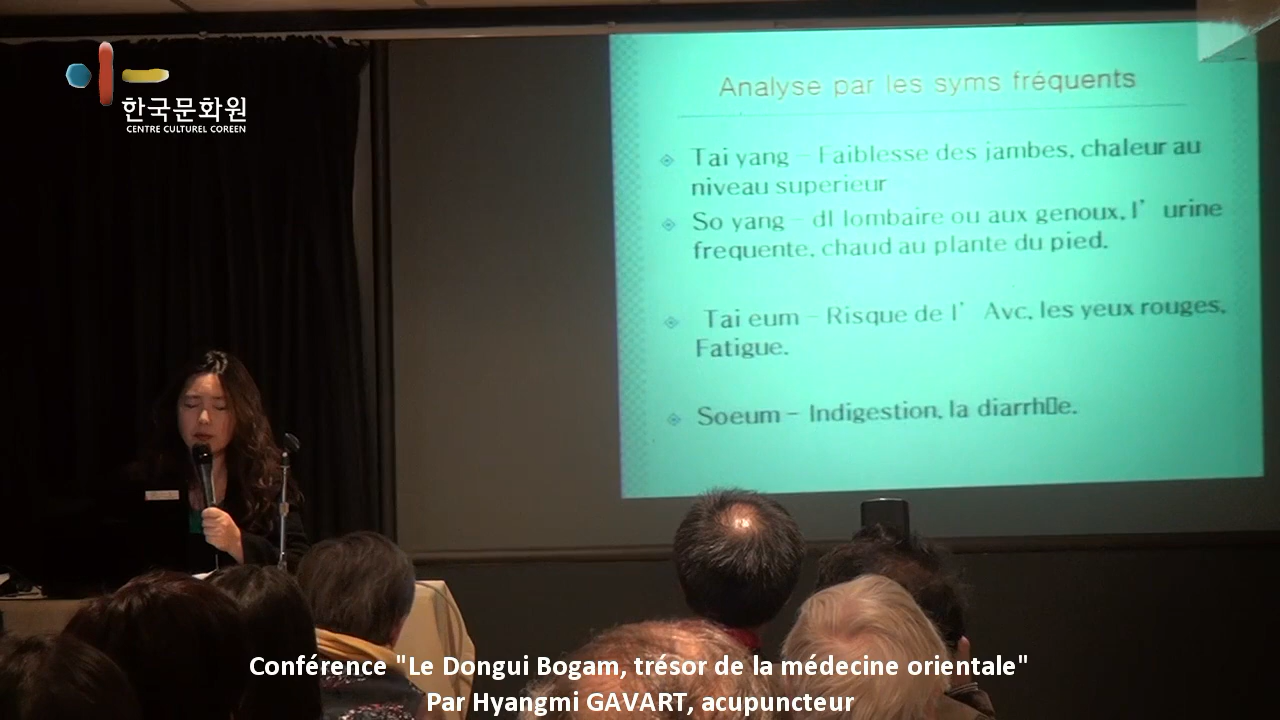 한국문화원
CENTRE CULTUREL COREEN
Analyse par les syms fréquents
Tai yang - Faiblesse des jambes, chaleur au
niveau superieur
So yang - dl lombaire ou aux genoux, l’ urine
frequente, chaud au plante du pied.
Tai eum - Risque de l’ Avc, les yeux rouges,
Fatigue.
Soeum - Indigestion, la diarrh▯e.
Conférence "Le Dongui Bogam, trésor de la médecine orientale"
Par Hyangmi GAVART, acupuncteur